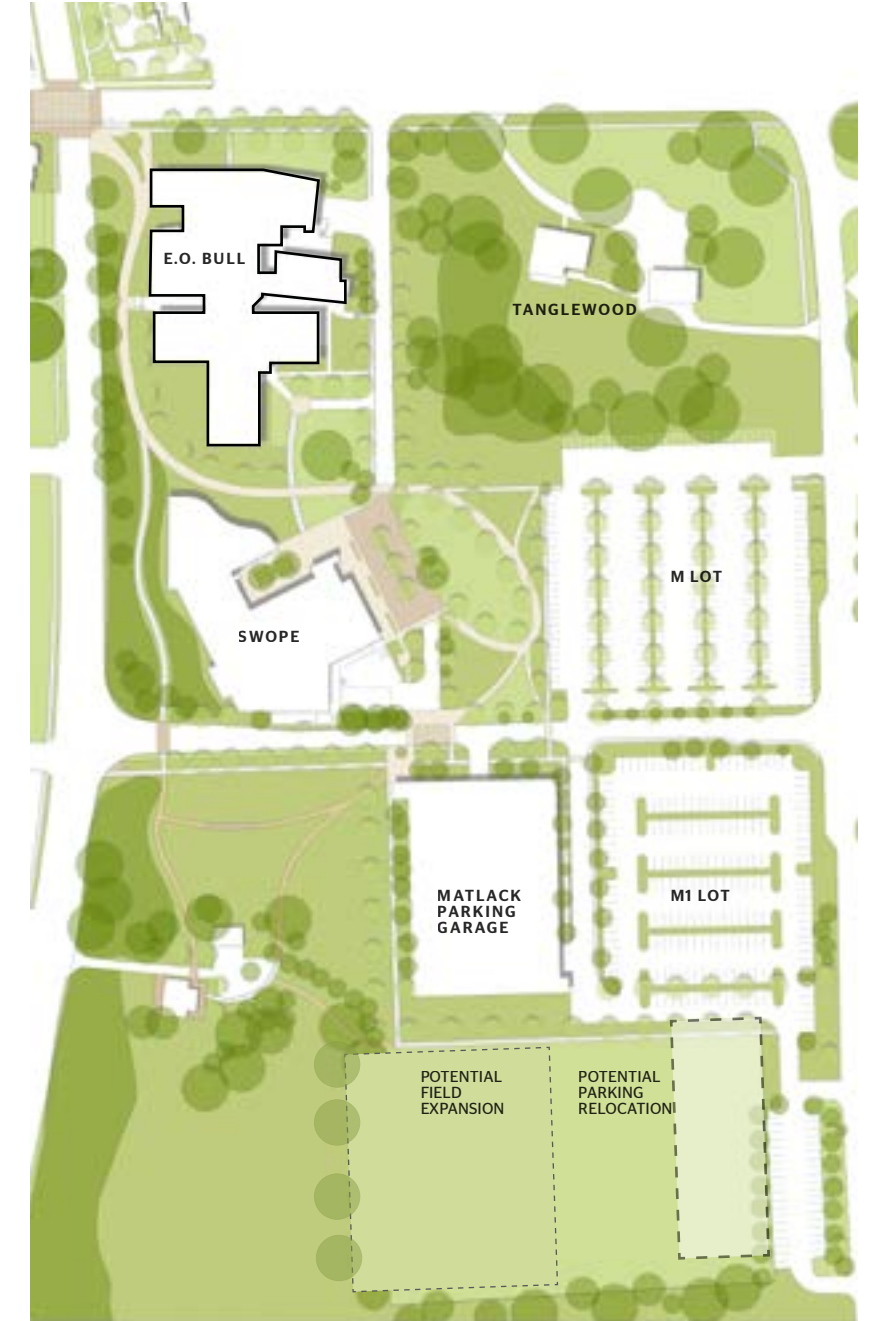 E.O. BULL
TANGLEWOOD
M LOT
SWOPE
MATLACK
PARKING
GARAGE
M1 LOT
POTENTIAL
FIELD
EXPANSION
POTENTIAL
PARKING
RELOCATION